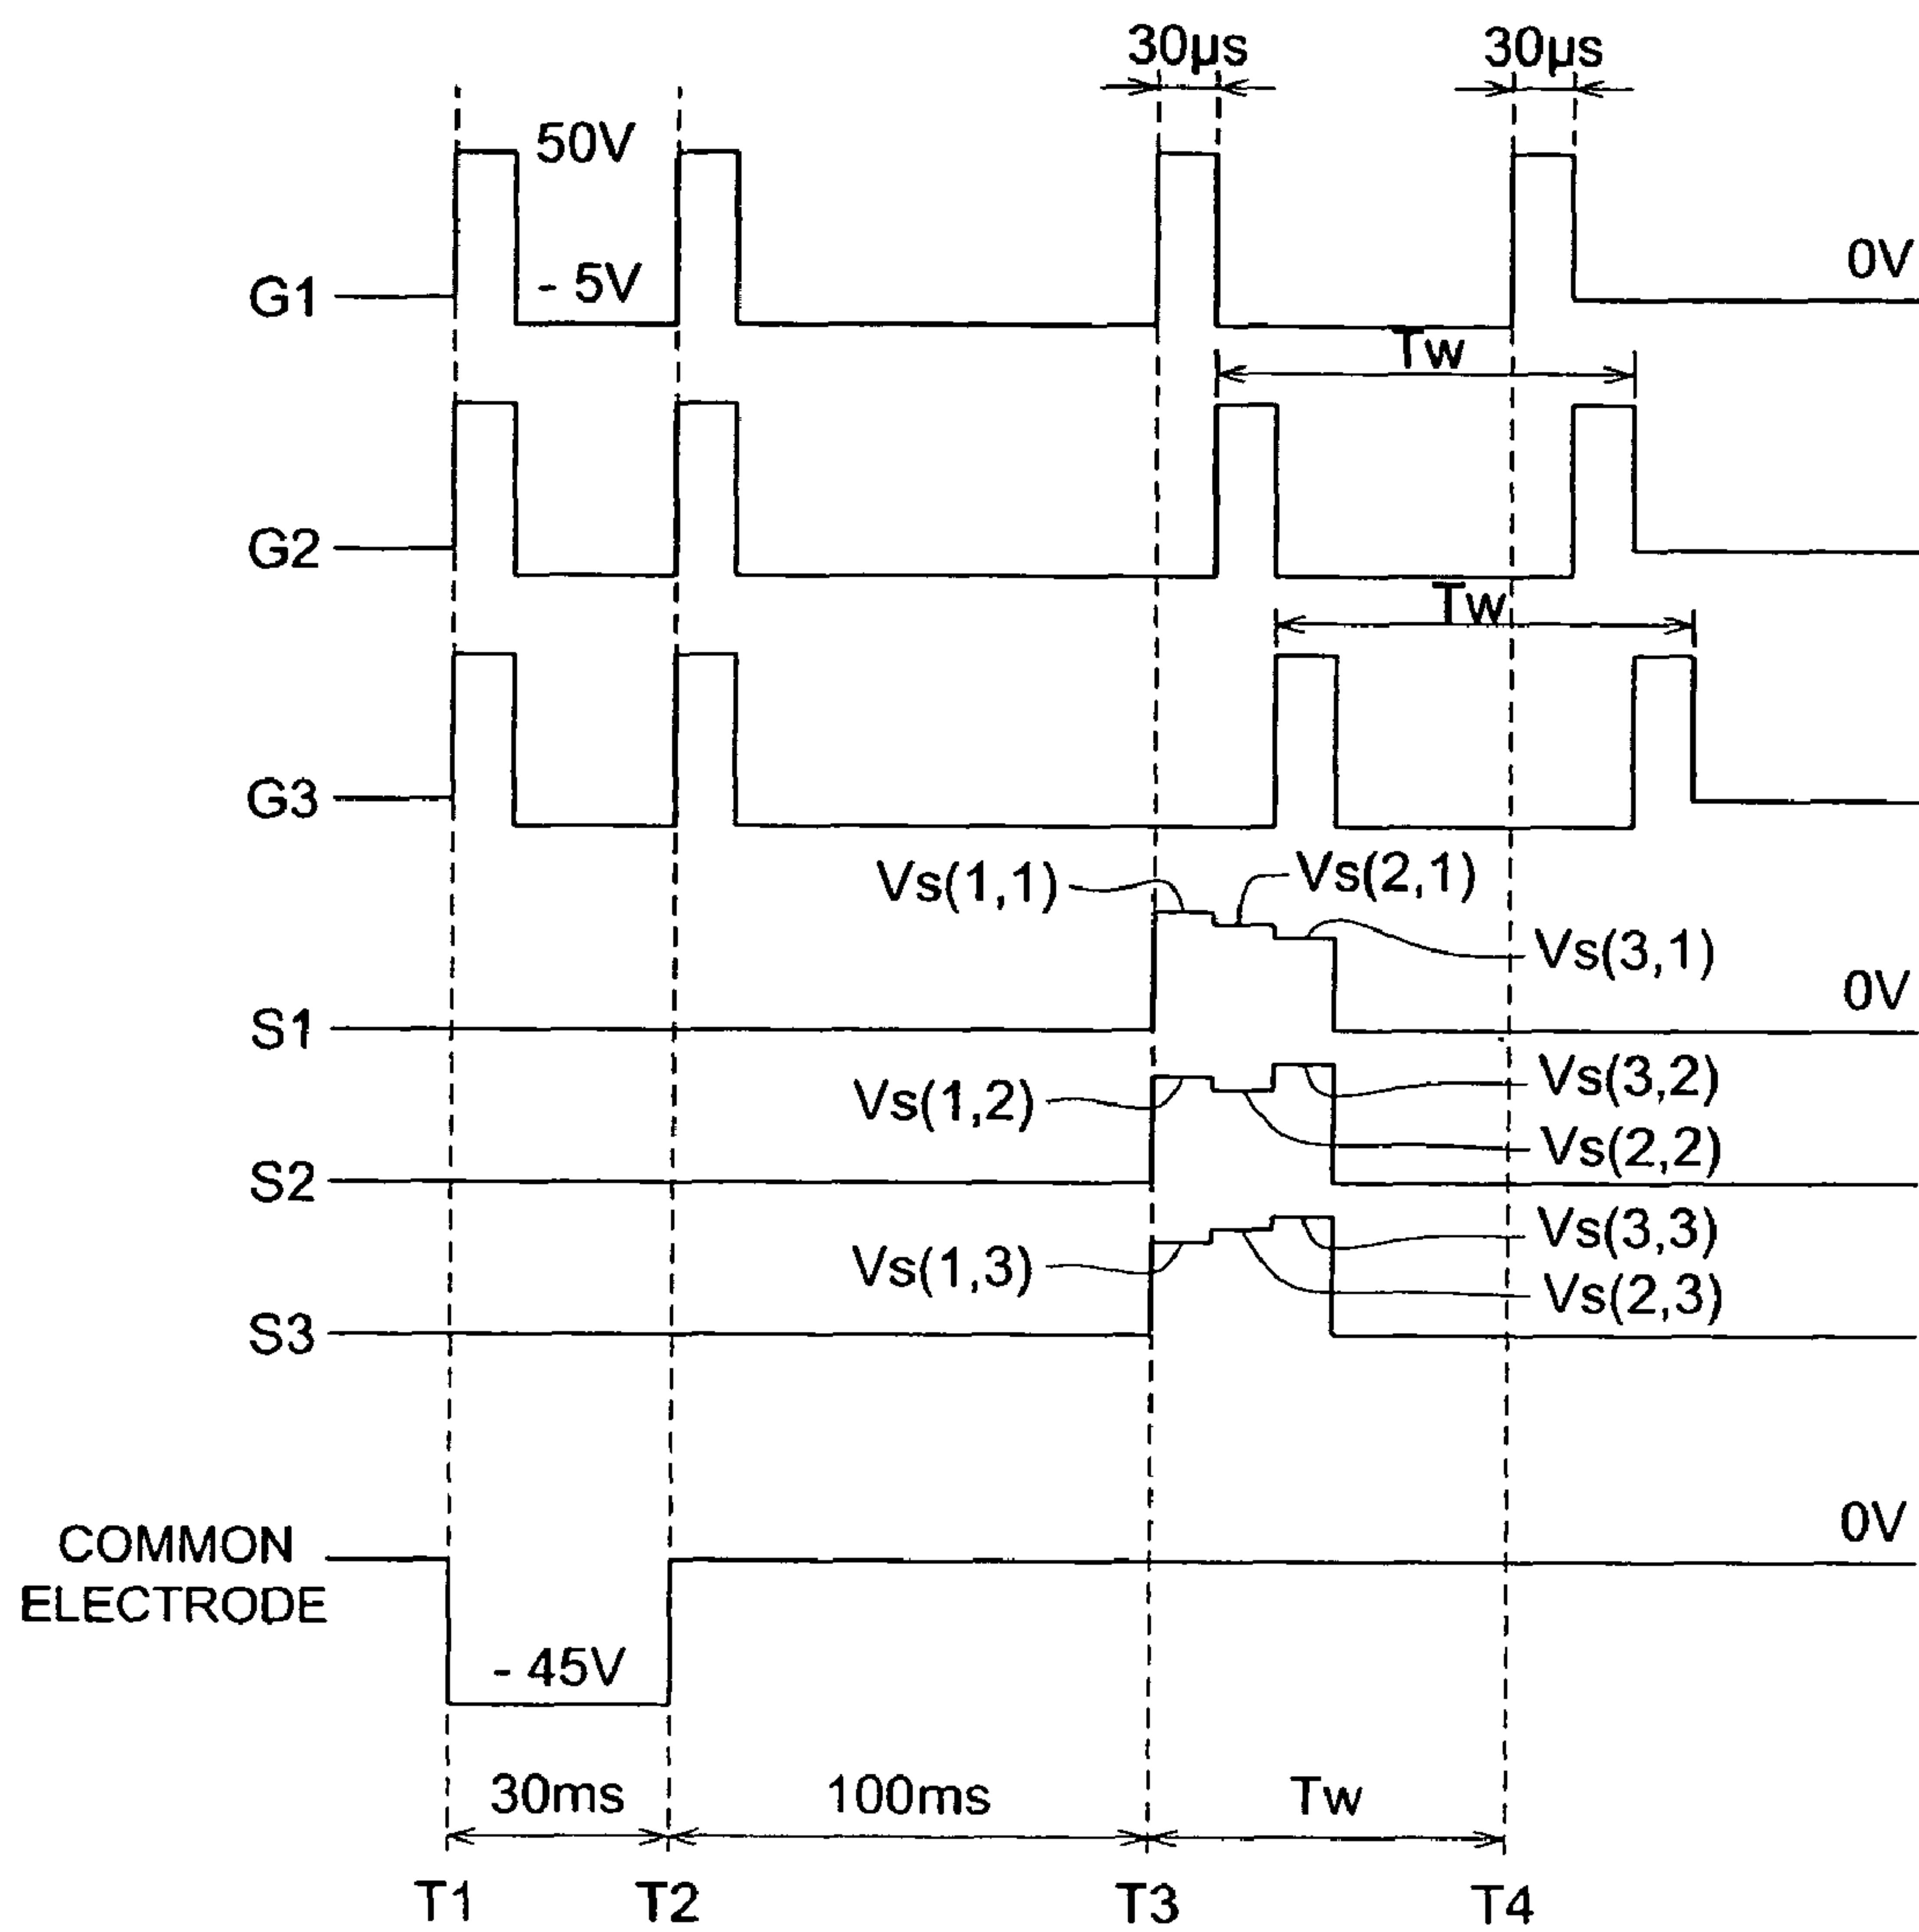 30µs 30µs
50V
0V
- 5V
G1
Tw
G2
Tw
G3
Vs(1,1) Vs(2,1)
Vs(3,1)
0V
S1
Vs(1,2) Vs(3,2)
Vs(2,2)
S2
Vs(1,3) Vs(3,3)
Vs(2,3)
S3
0V
COMMON
ELECTRODE
- 45V
30ms 100ms Tw
T1 T2 T3 T4